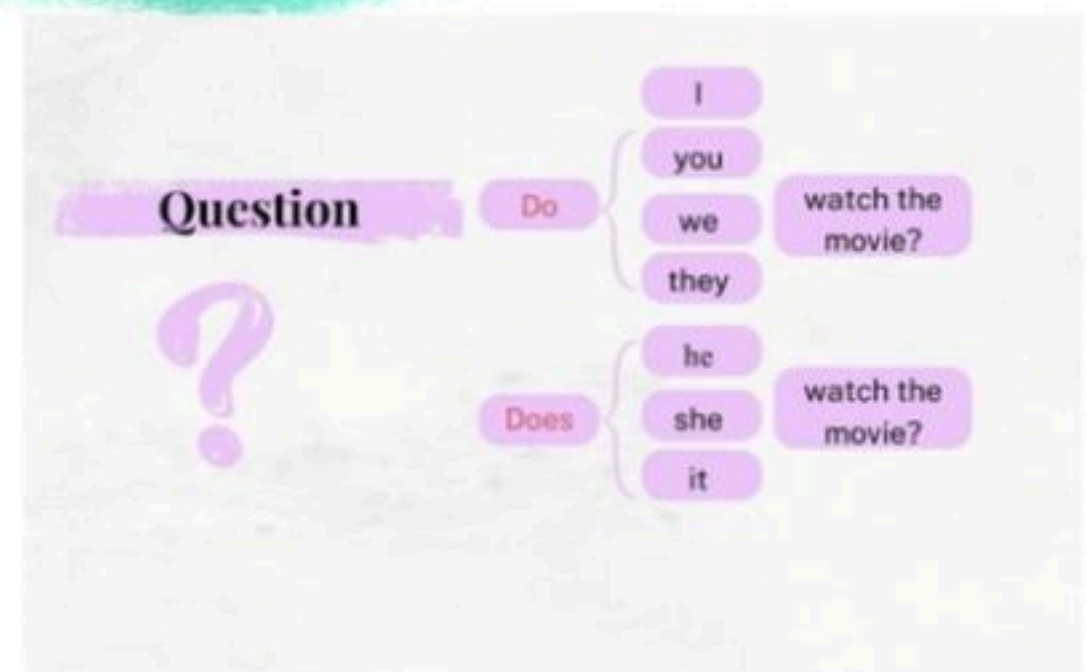 Question
?
Do
I
you
we
they
watch the
movie?
Does
he
she
it
watch the
movie?